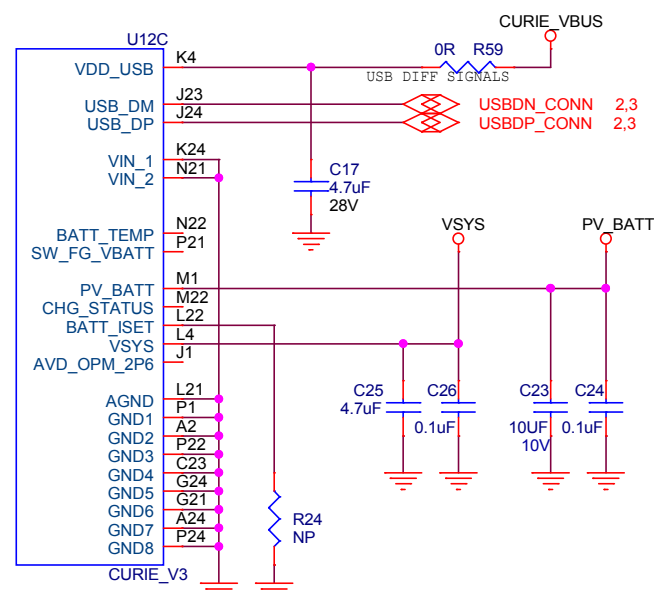 CURIE_VBUS
U12C
K4
0R R59
VDD_USB
USB DIFF SIGNALS
J23
USB_DM
USBDN_CONN 2,3
J24
USB_DP
USBDP_CONN 2,3
K24
VIN_1
N21
VIN_2
C17
4.7uF
28V
N22
BATT_TEMP
P21
SW_FG_VBATT
VSYS
PV_BATT
M1
PV_BATT
M22
CHG_STATUS
L22
BATT_ISET
L4
VSYS
J1
AVD_OPM_2P6
L21
AGND
P1
GND1
A2
GND2
P22
GND3
C23
GND4
G24
GND5
G21
GND6
A24
GND7
P24
GND8
C25
4.7uF
C26
0.1uF
C23
10UF
10V
C24
0.1uF
R24
NP
CURIE_V3